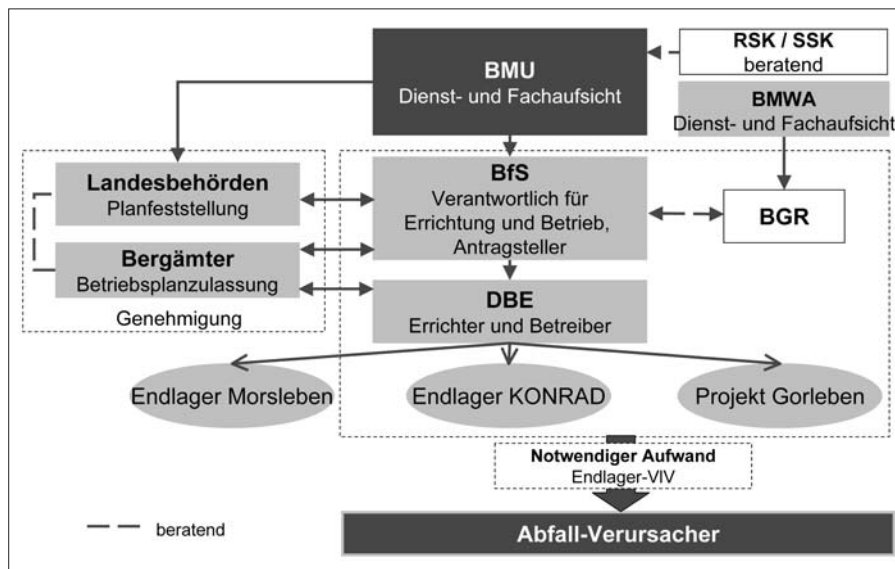 RSK / SSK
beratend
BMU
Dienst- und Fachaufsicht
BMWA
Dienst- und Fachaufsicht
Landesbehörden
Planfeststellung
BfS
Verantwortlich für
Errichtung und Betrieb,
Antragsteller
BGR
Bergämter
Betriebsplanzulassung
Genehmigung
DBE
Errichter und Betreiber
Endlager Morsleben
Endlager KONRAD
Projekt Gorleben
Notwendiger Aufwand
Endlager-VIV
Abfall-Verursacher
beratend